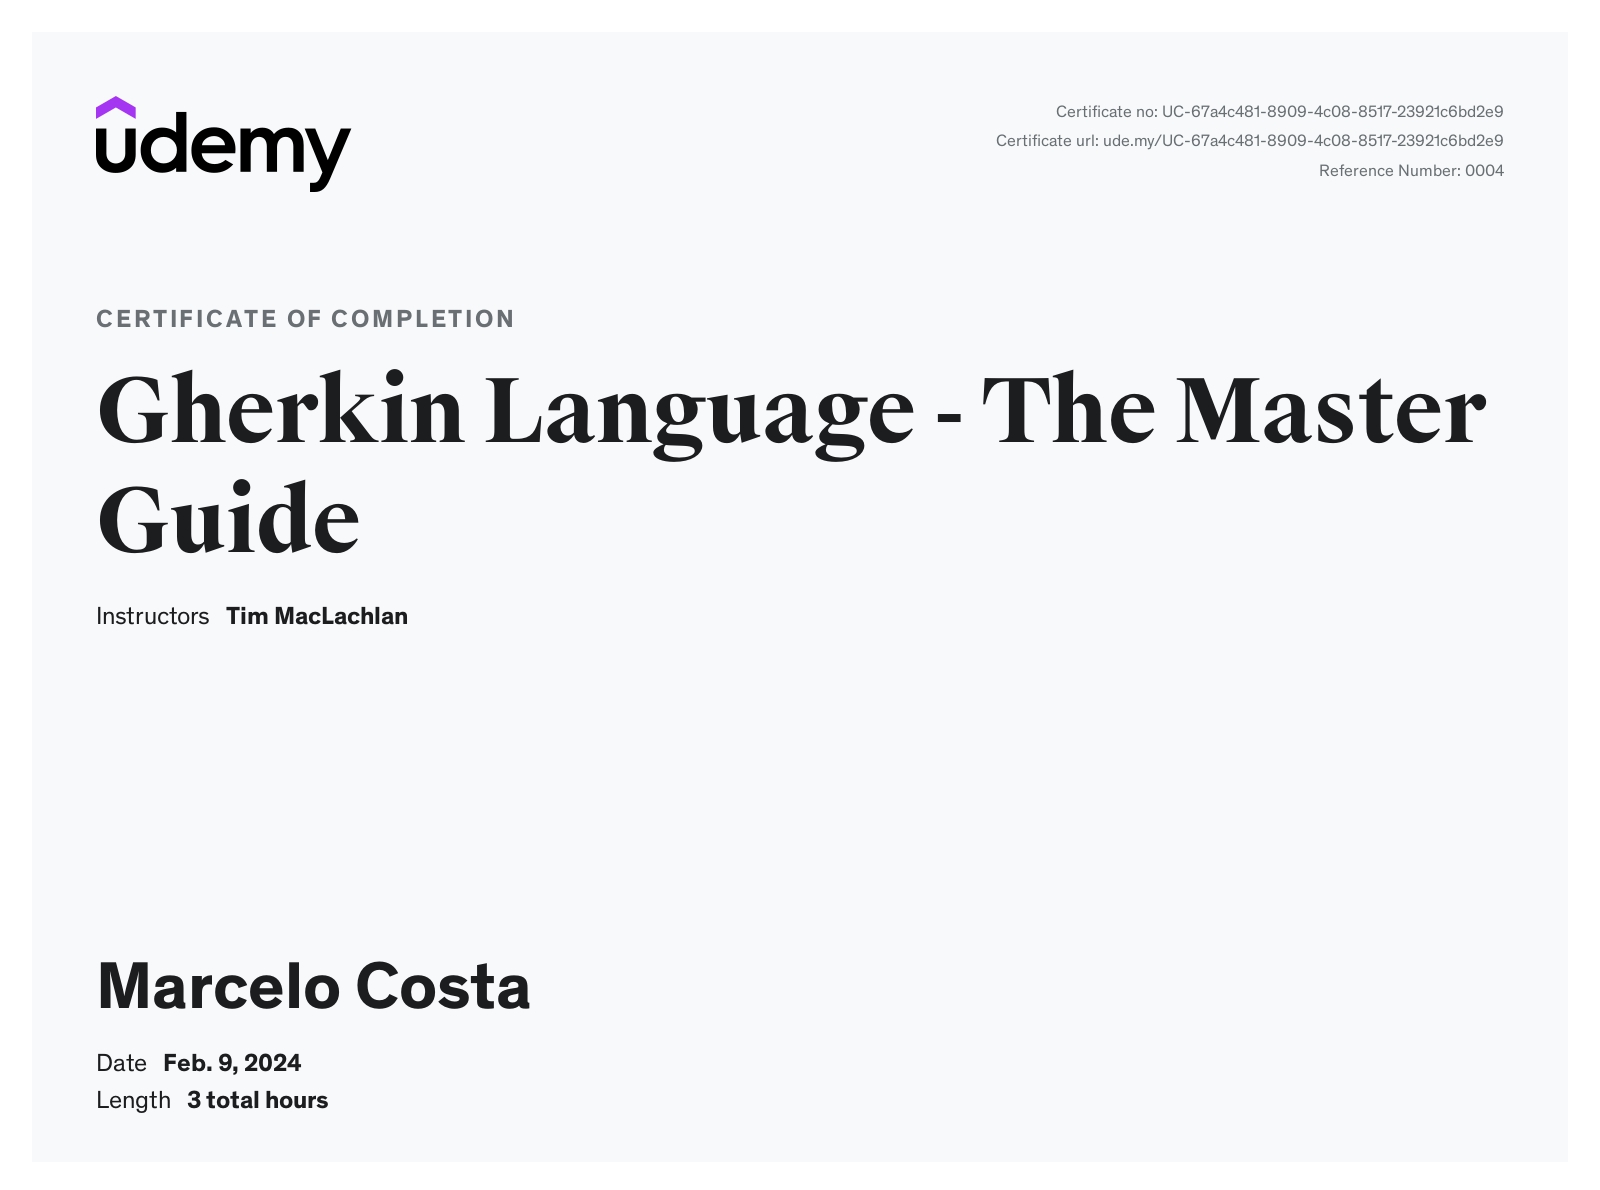 udemy
Certificate no: UC-67a4c481-8909-4c08-8517-23921c6bd2e9
Certificate url: ude.my/UC-67a4c481-8909-4c08-8517-23921c6bd2e9
Reference Number: 0004
CERTIFICATE OF COMPLETION
Gherkin Language - The Master
Guide
Instructors Tim MacLachlan
Marcelo Costa
Date Feb. 9, 2024
Length 3 total hours